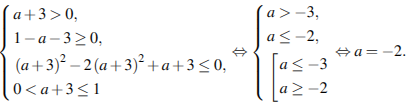 { a+3>0,
1−a−3≥0,
(a+3)²−2(a+3)²+a+3≤0,
0<a+3≤1
⇔ { a>−3,
a≤−2,
[ a≤−3
a≥−2
⇔ a=−2.